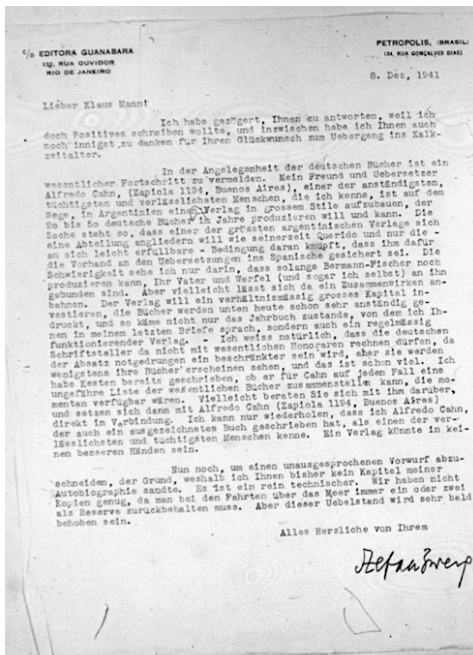 c/o EDITORA GUANABARA
132, RUA OUVIDOR
RIO DE JANEIRO
PETROPOLIS, (BRASIL)
(34, RUA GONÇALVES DIAS)
8. Dez, 1941
Lieber Klaus Mann!
Ich habe gezögert, Ihnen zu antworten, weil ich
doch Positives schreiben wollte, und inzwischen habe ich Ihnen auch
noch innigst zu danken für Ihren Glückwunsch zum Uebergang ins Kalk-
zeitalter.
In der Angelegenheit der deutschen Bücher ist ein
wesentlicher Fortschritt zu vermelden. Mein Freund und Uebersetzer
Alfredo Cahn, (Zapiola 1194, Buenos Aires), einer der anständigsten,
tüchtigsten und verlässlichsten Menschen, die ich kenne, ist auf dem
Wege, in Argentinien einen Verlag in grossem Stile aufzubauen, der
20 bis 50 deutsche Bücher im Jahre produzieren will und kann. Die
Sache steht so, dass einer der grössten argentinischen Verlage sich
eine Abteilung angliedern will wie seinerzeit Querido und nur die -
an sich leicht erfüllbare - Bedingung daran knüpft, dass ihm dafür
die Vorhand an den Uebersetzungen ins Spanische gesichert sei. Die
Schwierigkeit sehe ich nur darin, dass solange Bermann-Fischer noch
produzieren kann, Ihr Vater und Werfel (und sogar ich selbst) an ihn
gebunden sind. Aber vielleicht lässt sich da ein Zusammenwirken an-
bahnen. Der Verlag will ein verhältnismässig grosses Kapital in-
vestieren, die Bücher werden unten heute schon sehr anständig ge-
druckt, und so käme nicht nur das Jahrbuch zustande, von dem ich Ih-
nen in meinem letzten Briefe sprach, sondern auch ein regelmässig
funktionierender Verlag. - Ich weiss natürlich, dass die deutschen
Schriftsteller da nicht mit wesentlichen Honoraren rechnen dürfen, da
der Absatz notgedrungen ein beschränkter sein wird, aber sie werden
wenigstens ihre Bücher erscheinen sehen, und das ist schon viel. Ich
habe Kesten bereits geschrieben, ob er für Cahn auf jeden Fall eine
ungefähre Liste der wesentlichen Bücher zusammenstellen kann, die mo-
mentan verfügbar wären. Vielleicht beraten Sie sich mit ihm darüber,
und setzen sich dann mit Alfredo Cahn (Zapiola 1194, Buenos Aires)
direkt in Verbindung. Ich kann nur wiederholen, dass ich Alfredo Cahn,
der auch ein ausgezeichnetes Buch geschrieben hat, als einen der ver-
lässlichsten und tüchtigsten Menschen kenne. Ein Verlag könnte in kei-
nen besseren Händen sein.
Nun noch, um einen unausgesprochenen Vorwurf abzu-
schneiden, der Grund, weshalb ich Ihnen bisher kein Kapitel meiner
Autobiographie sandte. Es ist ein rein technischer. Wir haben nicht
Kopien genug, da man bei den Fahrten über das Meer immer ein oder zwei
als Reserve zurückbehalten muss. Aber dieser Uebelstand wird sehr bald
behoben sein.
Alles Herzliche von Ihrem
Stefan Zweig